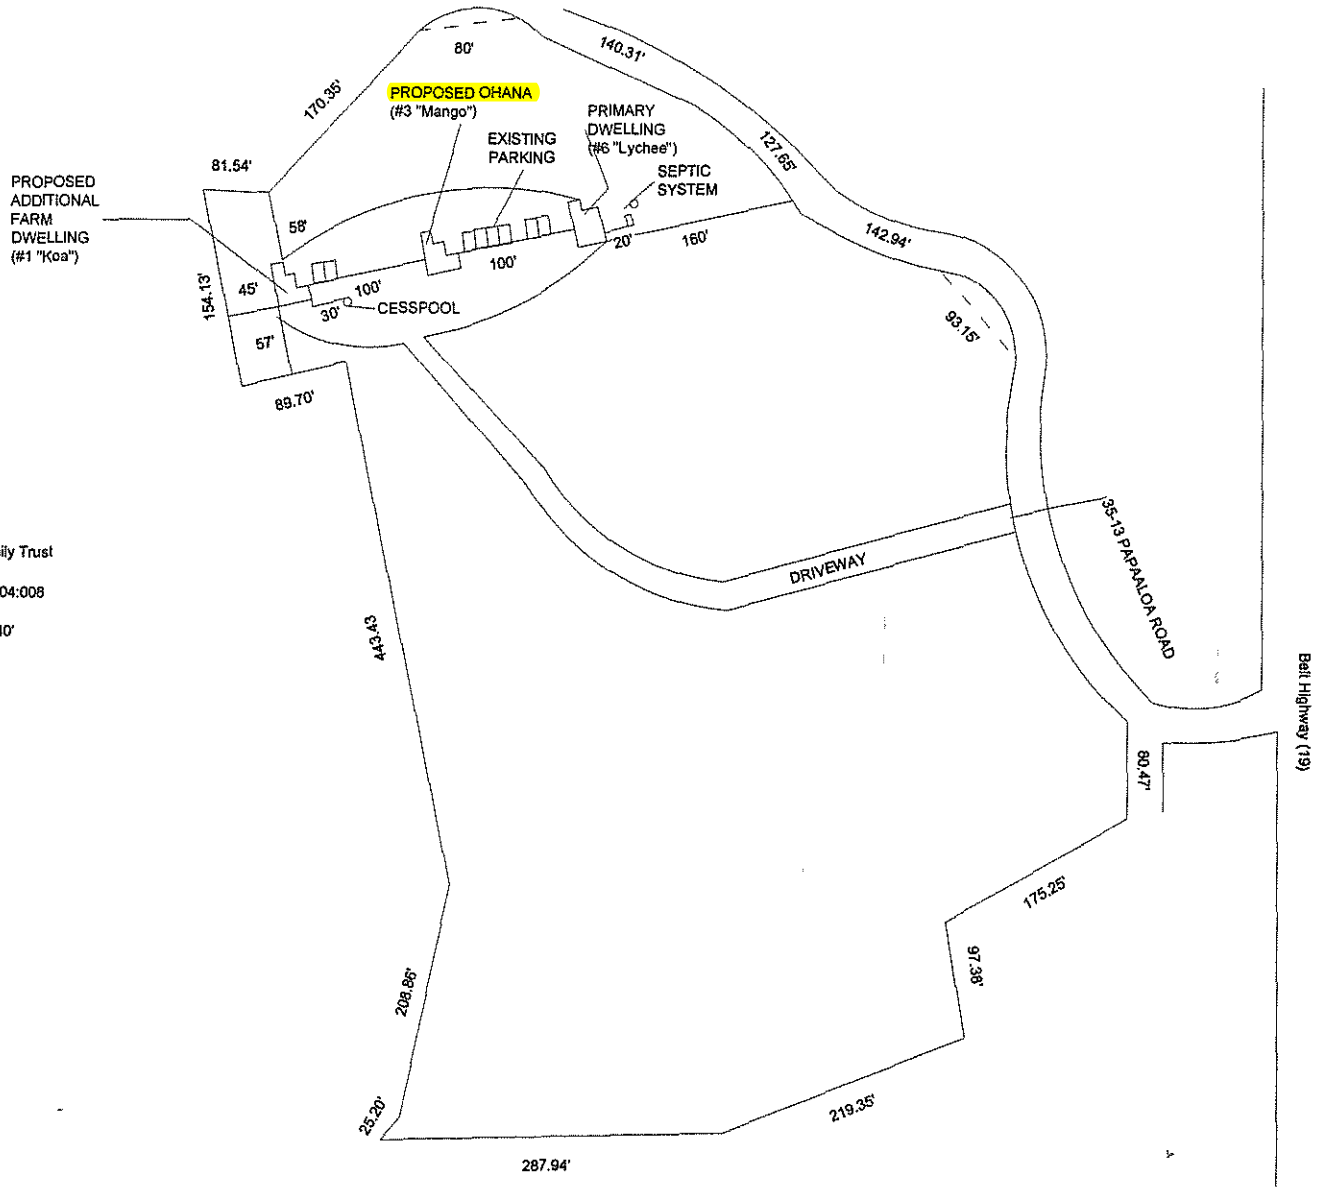 80'
140.31'
170.35'
PROPOSED OHANA
(#3 "Mango")
PRIMARY
DWELLING
(#6 "Lychee")
EXISTING
PARKING
127.65'
SEPTIC
SYSTEM
81.54'
PROPOSED
ADDITIONAL
FARM
DWELLING
(#1 "Koa")
58'
142.94'
20'
160'
100'
45'
100'
154.13'
30'
CESSPOOL
93.15'
57'
89.70'
35-13 PAPAALOA ROAD
ily Trust
DRIVEWAY
04:008
443.43
Belt Highway (19)
80.47'
175.25'
97.38'
208.86'
25.20'
219.35'
287.94'